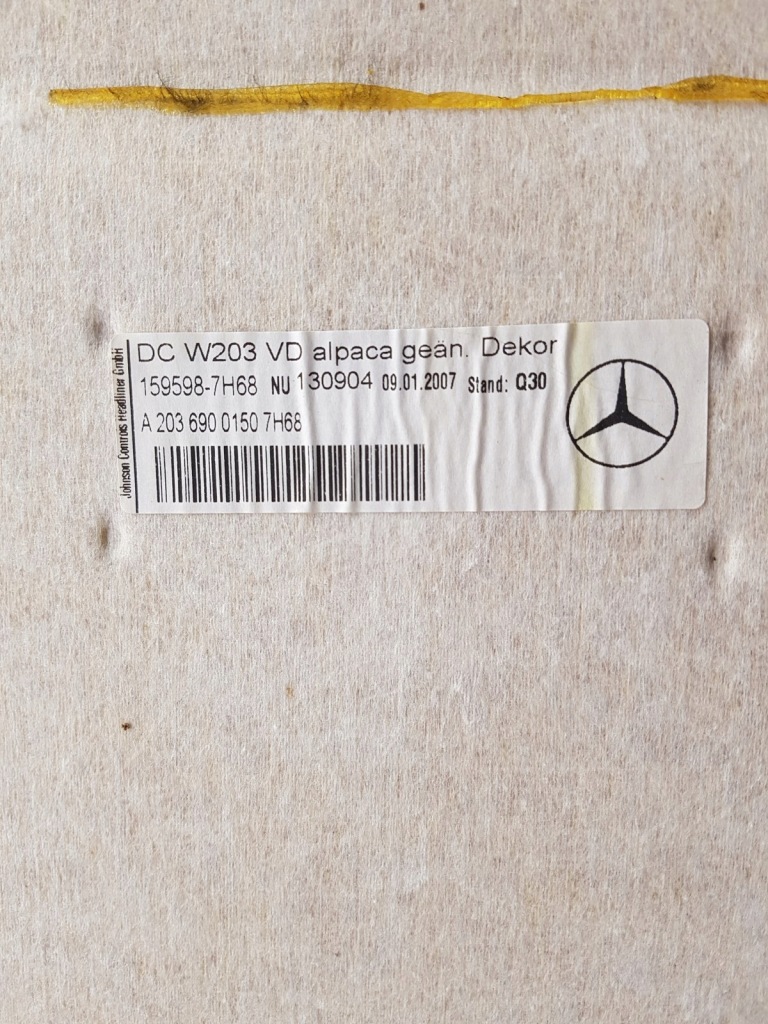 DC W203 VD alpaca geän. Dekor
159598-7H68 NU 130904 09.01.2007 Stand: Q30
A 203 690 0150 7H68
Johnson Controls Headliner GmbH